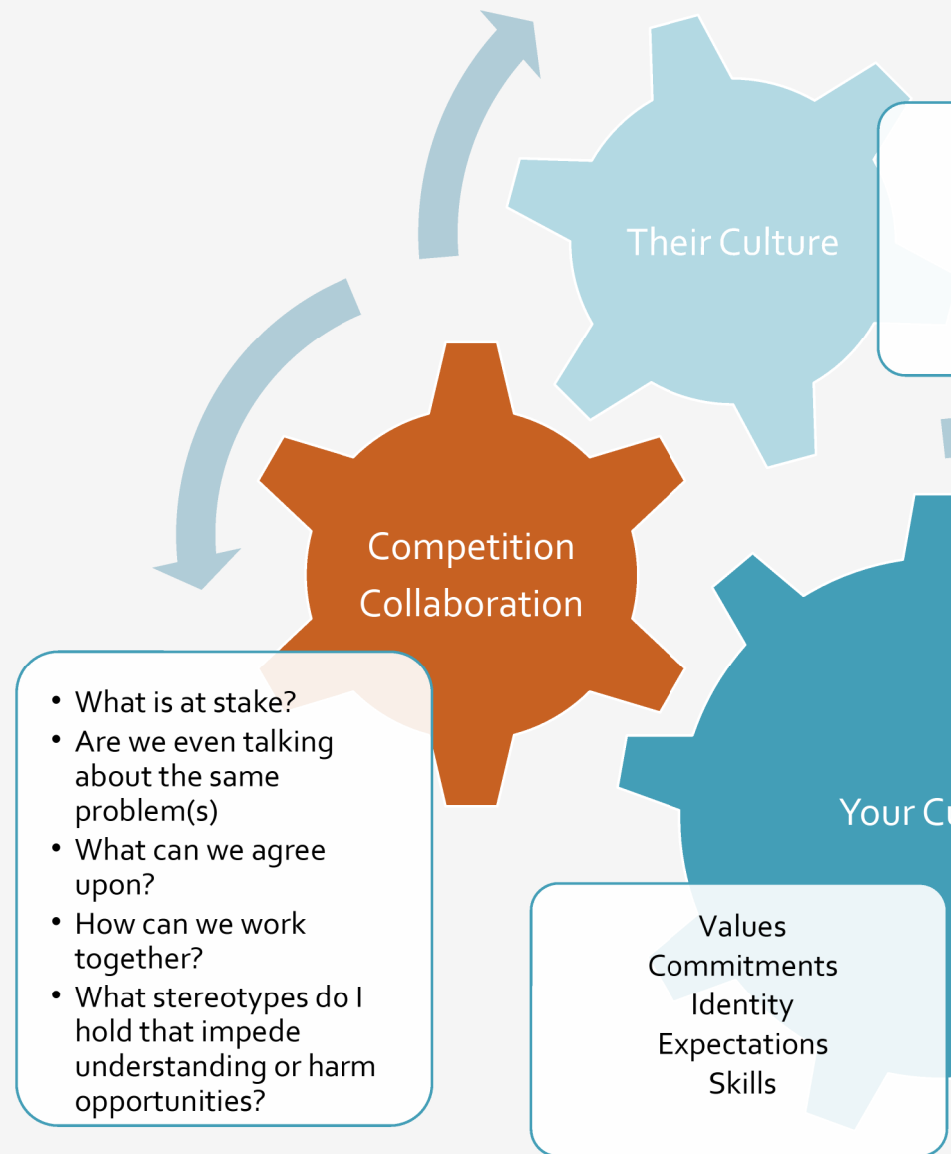 Their Culture
Competition
Collaboration
• What is at stake?
• Are we even talking
about the same
problem(s)
• What can we agree
upon?
• How can we work
together?
• What stereotypes do I
hold that impede
understanding or harm
opportunities?
Your
Values
Commitments
Identity
Expectations
Skills